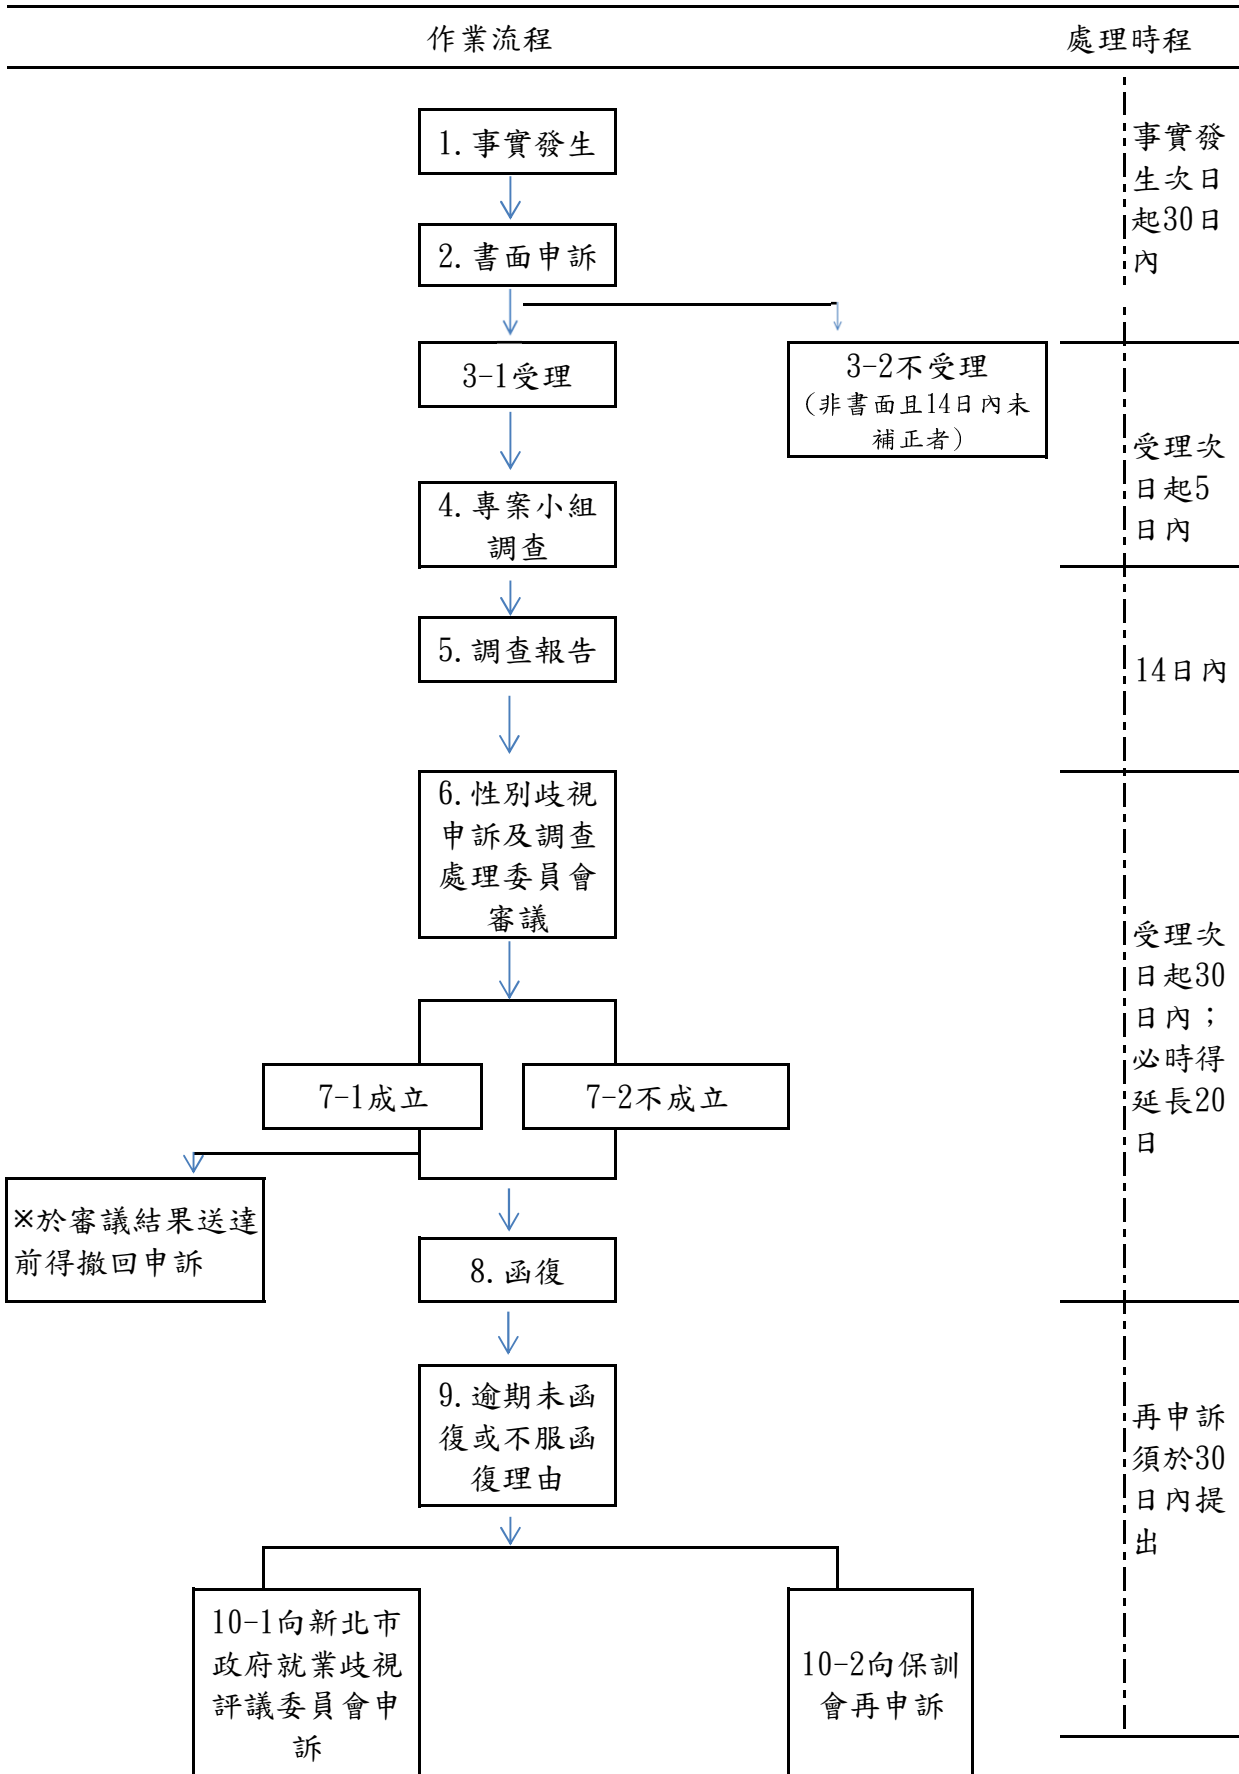 作業流程
處理時程
1.事實發生
事實發
生次日
起30日
內
2.書面申訴
3-1受理
3-2不受理
(非書面且14日內未
補正者)
受理次
日起5
日內
4.專案小組
調查
5.調查報告
14日內
6.性別歧視
申訴及調查
處理委員會
審議
受理次
日起30
日內；
必時得
延長20
日
7-1成立
7-2不成立
※於審議結果送達
前得撤回申訴
8.函復
9.逾期未函
復或不服函
復理由
再申訴
須於30
日內提
出
10-1向新北市
政府就業歧視
評議委員會申
訴
10-2向保訓
會再申訴